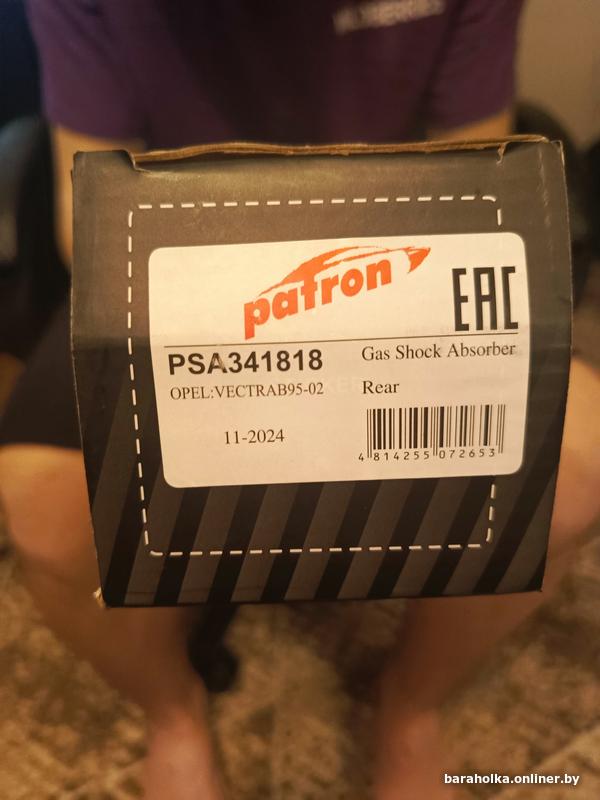 patron
EAC
PSA341818
Gas Shock Absorber
OPEL:VECTRAB95-02
Rear
11-2024
4 814255 072653
baraholka.onliner.by